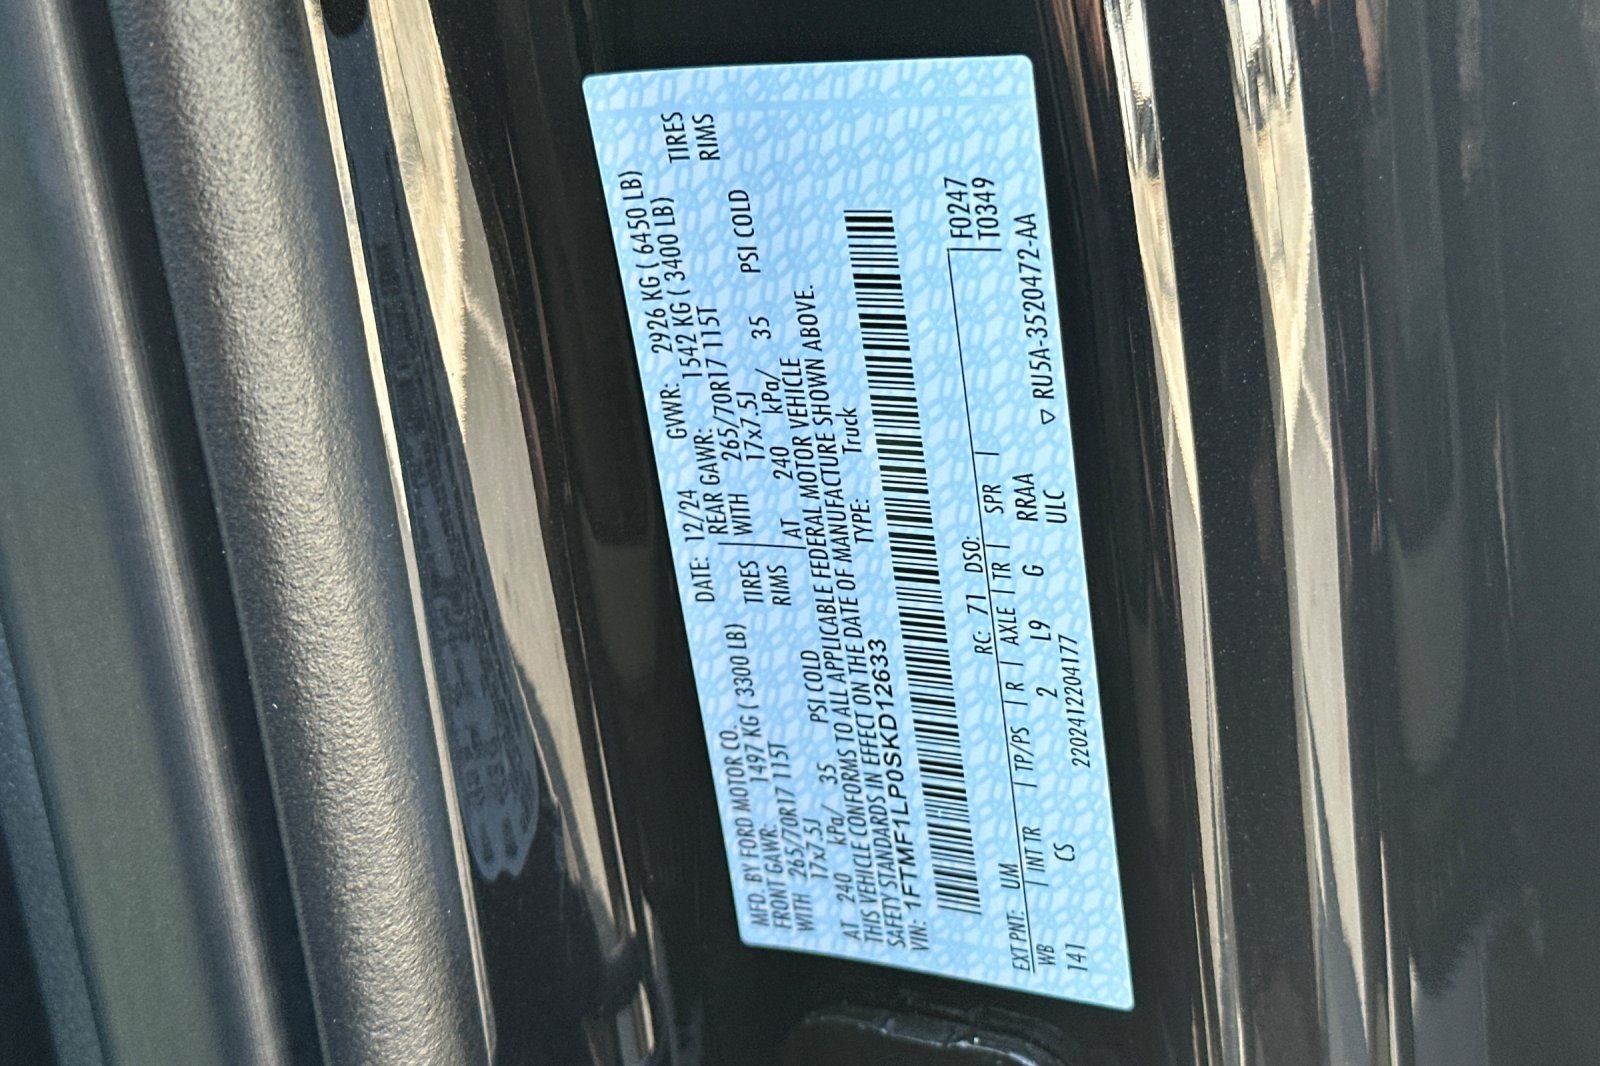 MFD. BY FORD MOTOR CO. DATE: 12/24 GVWR: 2926 KG ( 6450 LB)
FRONT GAWR: 1497 KG ( 3300 LB) REAR GAWR: 1542 KG ( 3400 LB)
WITH 265/70R17 115T TIRES WITH 265/70R17 115T TIRES
17x7.5J RIMS 17x7.5J RIMS
AT 240 kPa/ 35 PSI COLD AT 240 kPa/ 35 PSI COLD
THIS VEHICLE CONFORMS TO ALL APPLICABLE FEDERAL MOTOR VEHICLE
SAFETY STANDARDS IN EFFECT ON THE DATE OF MANUFACTURE SHOWN ABOVE.
VIN: 1FTMF1LP0SKD12633 TYPE: Truck
F0247
T0349
EXT PNT: UM RC: 71 DSO:
WB INT TR TP/PS R AXLE TR SPR
141 CS 2 L9 G RRAA
2202412204177 ULC ▽ RU5A-3520472-AA